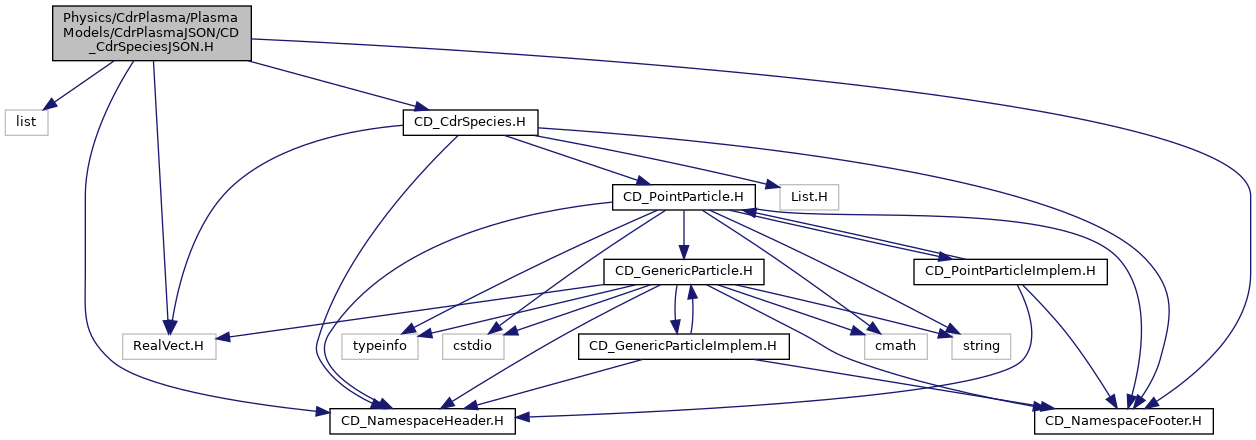 Physics/CdrPlasma/Plasma
Models/CdrPlasmaJSON/CD
_CdrSpeciesJSON.H
list
CD_CdrSpecies.H
CD_PointParticle.H
List.H
CD_GenericParticle.H
CD_PointParticleImplem.H
RealVect.H
typeinfo
cstdio
CD_GenericParticleImplem.H
cmath
string
CD_NamespaceHeader.H
CD_NamespaceFooter.H